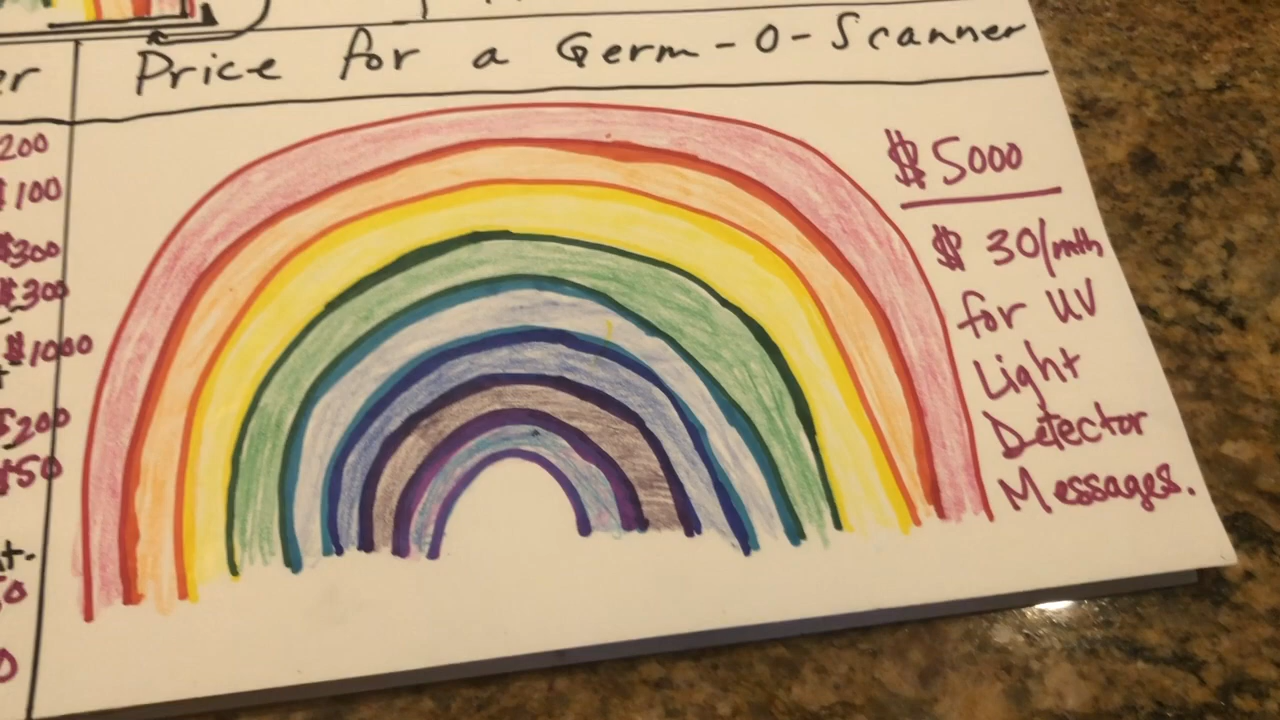 er
Price for a Germ-O-Scanner
200
$100
$300
$300
$1000
$200
$50
$5000
$30/mth
for UV
Light
Detector
Messages.